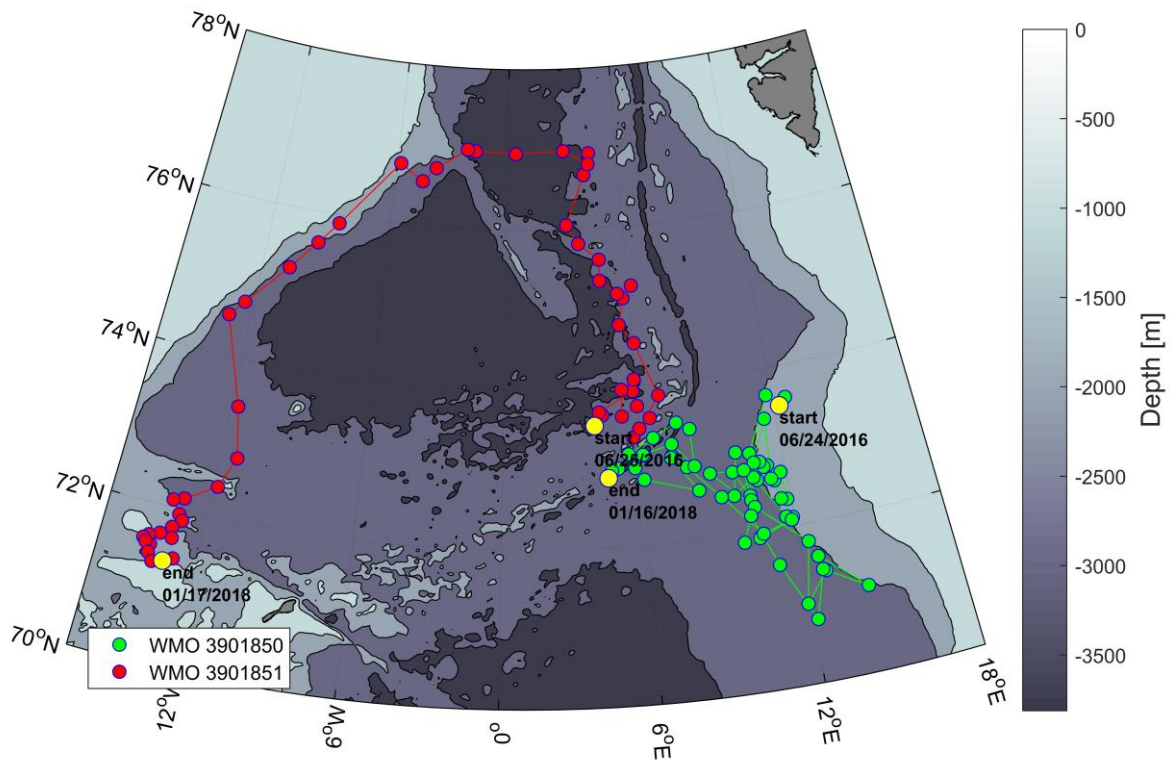 78°N
76°N
74°N
72°N
70°N
start
06/24/2016
start
06/25/2016
end
01/16/2018
end
01/17/2018
WMO 3901850
WMO 3901851
12°W
6°W
0°
6°E
12°E
18°E
0
-500
-1000
-1500
-2000
-2500
-3000
-3500
Depth [m]